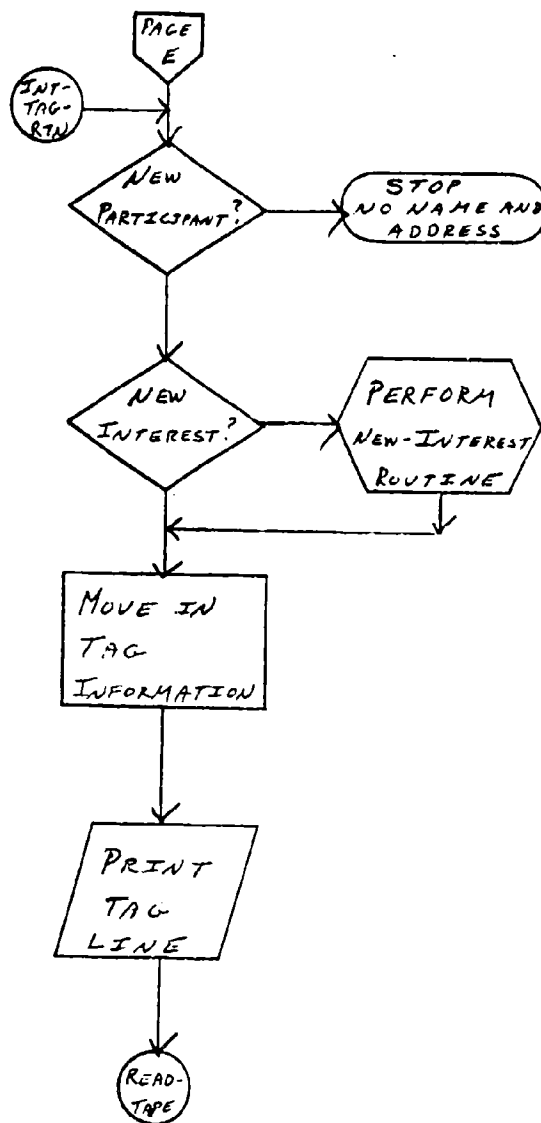 PAGE
E
INT-
TAG-
RTN
NEW
PARTICIPANT?
STOP
NO NAME AND
ADDRESS
NEW
INTEREST?
PERFORM
NEW-INTEREST
ROUTINE
MOVE IN
TAG
INFORMATION
PRINT
TAG
LINE
READ-
TAPE